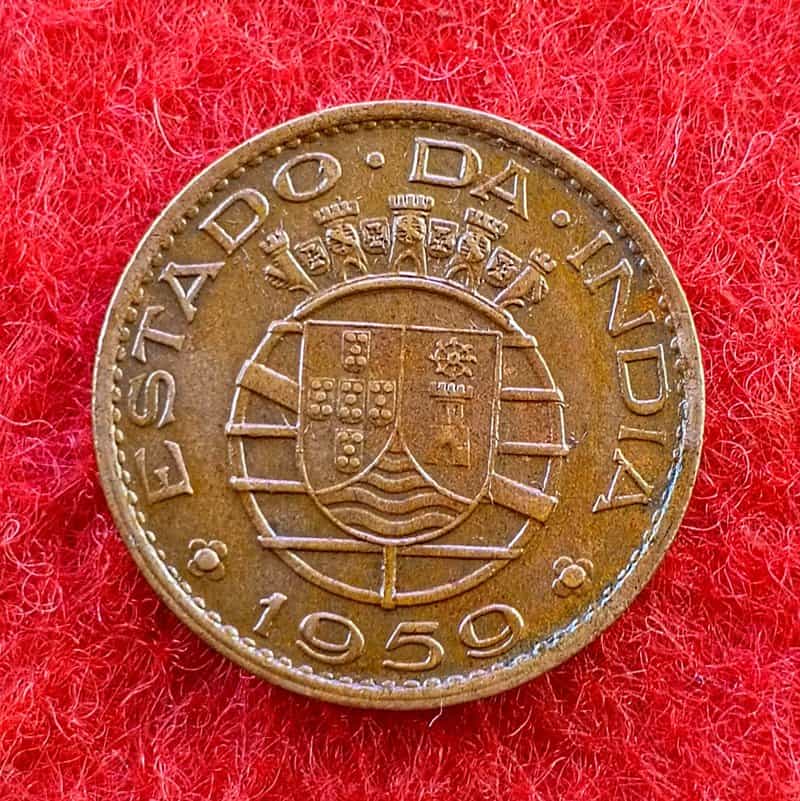 ESTADO · DA · INDIA
1959